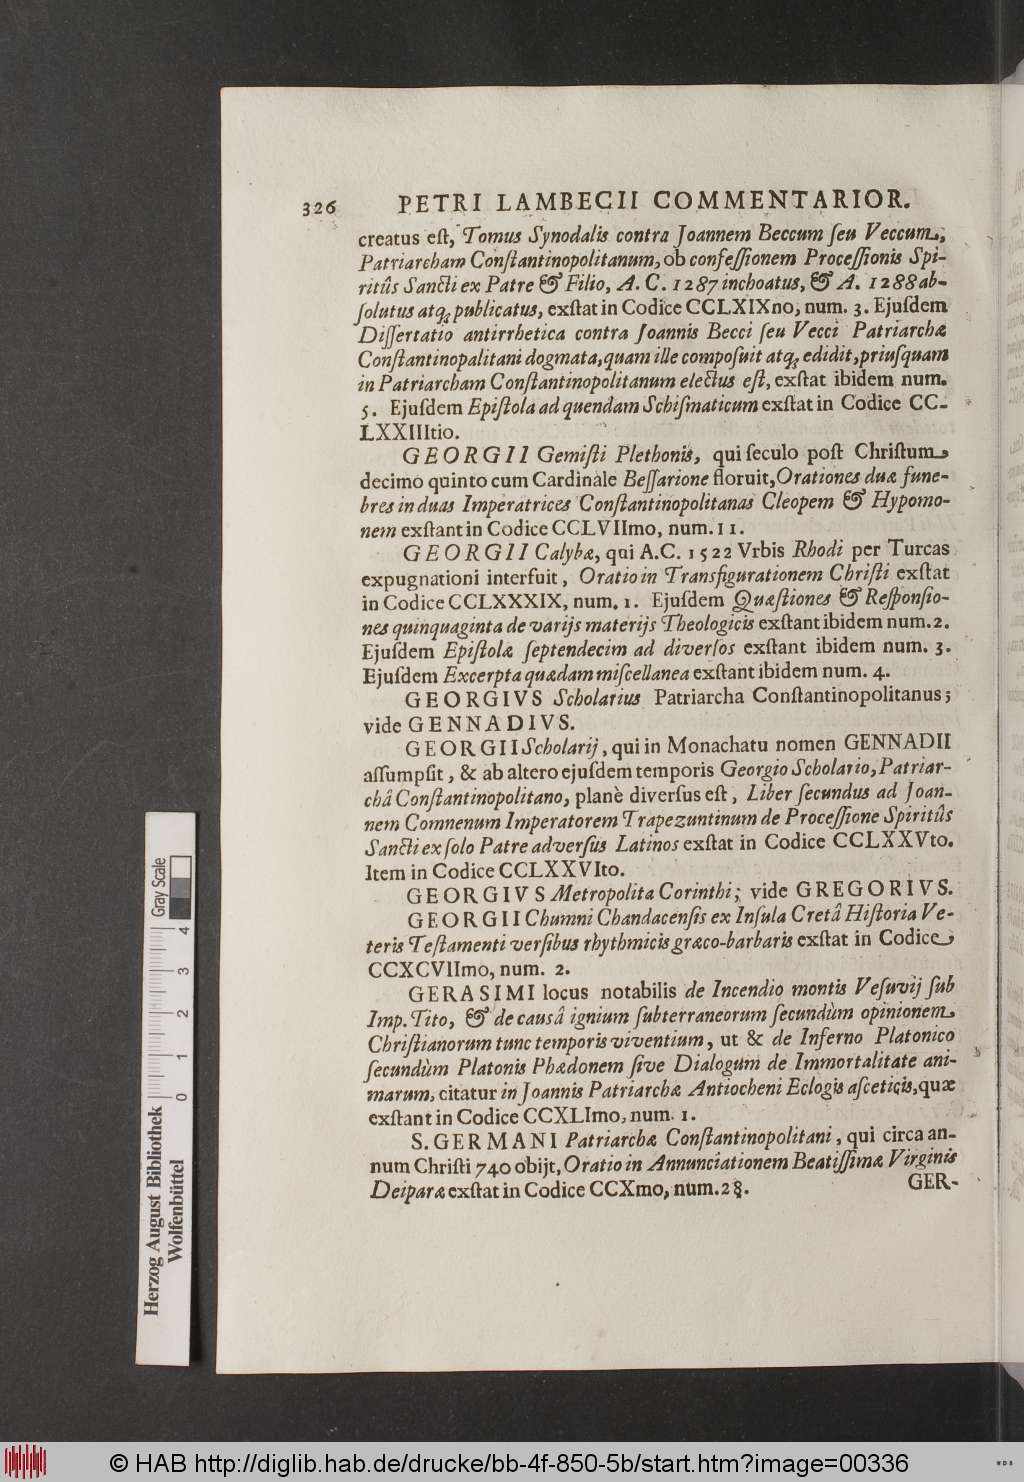 326 PETRI LAMBECII COMMENTARIOR.
creatus eſt, Tomus Synodalis contra Joannem Beccum ſeu Veccum,
Patriarcham Conſtantinopolitanum, ob confeſſionem Proceſſionis Spi-
ritûs Sancti ex Patre & Filio, A. C. 1287 inchoatus, & A. 1288 ab-
ſolutus atq; publicatus, exſtat in Codice CCLXIXno, num. 3. Ejuſdem
Diſſertatio antirrhetica contra Joannis Becci ſeu Vecci Patriarchæ
Conſtantinopalitani dogmata, quam ille compoſuit atq; edidit, priuſquam
in Patriarcham Conſtantinopolitanum electus eſt, exſtat ibidem num.
5. Ejuſdem Epiſtola ad quendam Schiſmaticum exſtat in Codice CC-
LXXIIItio.
GEORGII Gemiſti Plethonis, qui ſeculo poſt Chriſtum
decimo quinto cum Cardinale Beſſarione floruit, Orationes duæ fune-
bres in duas Imperatrices Conſtantinopolitanas Cleopem & Hypomo-
nem exſtant in Codice CCLVIImo, num. 11.
GEORGII Calybæ, qui A.C. 1522 Vrbis Rhodi per Turcas
expugnationi interfuit, Oratio in Transfigurationem Chriſti exſtat
in Codice CCLXXXIX, num. 1. Ejuſdem Quæſtiones & Reſponſio-
nes quinquaginta de varijs materijs Theologicis exſtant ibidem num. 2.
Ejuſdem Epiſtolæ ſeptendecim ad diverſos exſtant ibidem num. 3.
Ejuſdem Excerpta quædam miſcellanea exſtant ibidem num. 4.
GEORGIVS Scholarius Patriarcha Conſtantinopolitanus;
vide GENNADIVS.
GEORGII Scholarij, qui in Monachatu nomen GENNADII
aſſumpſit, & ab altero ejuſdem temporis Georgio Scholario, Patriar-
châ Conſtantinopolitano, planè diverſus eſt, Liber ſecundus ad Joan-
nem Comnenum Imperatorem Trapezuntinum de Proceſſione Spiritûs
Sancti ex ſolo Patre adverſus Latinos exſtat in Codice CCLXXVto.
Item in Codice CCLXXVIto.
GEORGIVS Metropolita Corinthi; vide GREGORIVS.
GEORGII Chumni Chandacenſis ex Inſula Cretâ Hiſtoria Ve-
teris Teſtamenti verſibus rhythmicis græco-barbaris exſtat in Codice
CCXCVIImo, num. 2.
GERASIMI locus notabilis de Incendio montis Veſuvij ſub
Imp. Tito, & de causâ ignium ſubterraneorum ſecundùm opinionem
Chriſtianorum tunc temporis viventium, ut & de Inferno Platonico
ſecundùm Platonis Phædonem ſive Dialogum de Immortalitate ani-
marum, citatur in Joannis Patriarchæ Antiocheni Eclogis aſceticis, quæ
exſtant in Codice CCXLImo, num. 1.
S. GERMANI Patriarchæ Conſtantinopolitani, qui circa an-
num Chriſti 740 obijt, Oratio in Annunciationem Beatiſſimæ Virginis
Deiparæ exſtat in Codice CCXmo, num. 28.
GER-
Herzog August Bibliothek
Wolfenbüttel
0 1 2 3 4
Gray Scale
© HAB http://diglib.hab.de/drucke/bb-4f-850-5b/start.htm?image=00336